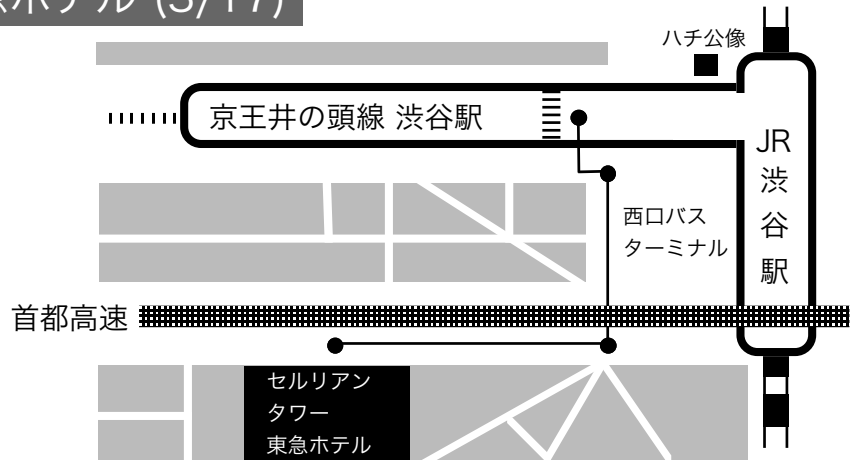 ホテル (3/17)
ハチ公像
京王井の頭線 渋谷駅
JR
渋
谷
駅
西口バス
ターミナル
首都高速
セルリアン
タワー
東急ホテル